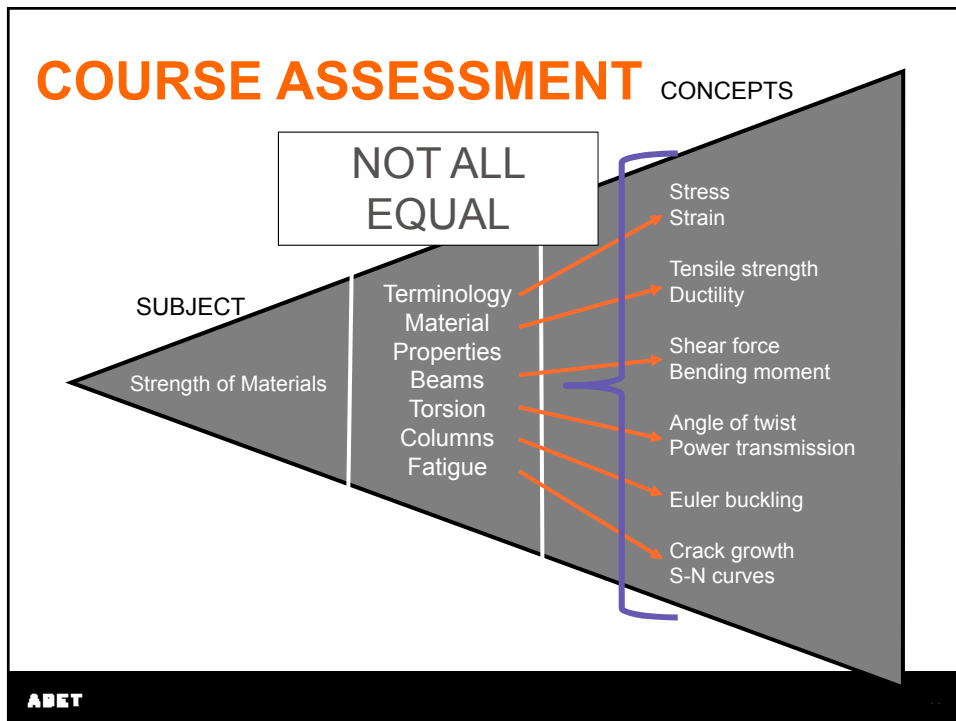 COURSE ASSESSMENT
CONCEPTS
NOT ALL
EQUAL
SUBJECT
Strength of Materials
Terminology
Material
Properties
Beams
Torsion
Columns
Fatigue
Stress
Strain
Tensile strength
Ductility
Shear force
Bending moment
Angle of twist
Power transmission
Euler buckling
Crack growth
S-N curves
ABET